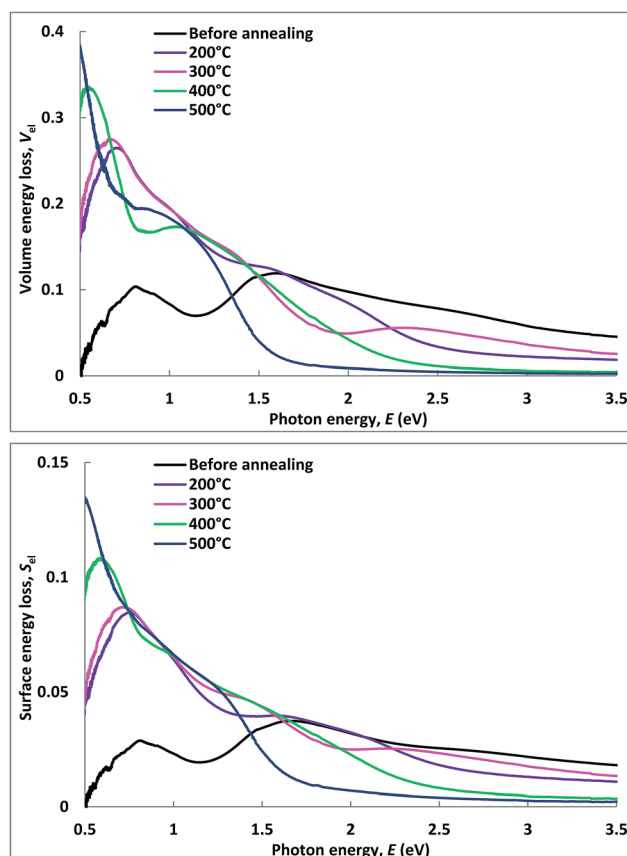 Before annealing
200°C
300°C
400°C
500°C
0.4
0.3
0.2
0.1
0
Volume energy loss, Vel
0.5 1 1.5 2 2.5 3 3.5
Photon energy, E (eV)
Before annealing
200°C
300°C
400°C
500°C
0.15
0.1
0.05
0
Surface energy loss, Sel
0.5 1 1.5 2 2.5 3 3.5
Photon energy, E (eV)